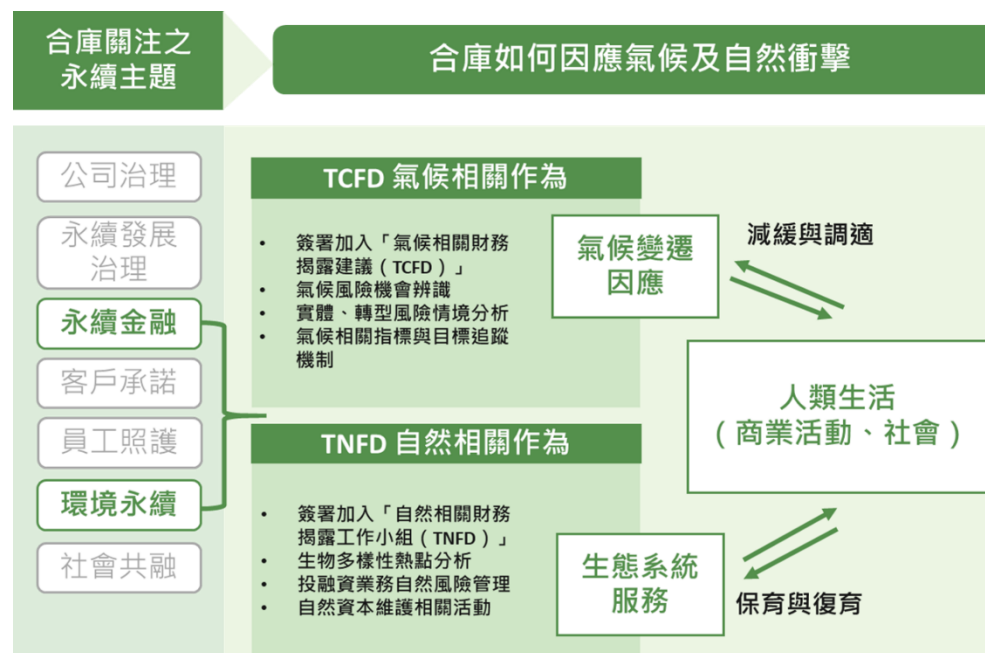 合庫關注之
永續主題
合庫如何因應氣候及自然衝擊
公司治理
永續發展
治理
永續金融
客戶承諾
員工照護
環境永續
社會共融
TCFD 氣候相關作為
• 簽署加入「氣候相關財務
揭露建議(TCFD)」
• 氣候風險機會辨識
• 實體、轉型風險情境分析
• 氣候相關指標與目標追蹤
機制
氣候變遷
因應
減緩與調適
人類生活
(商業活動、社會)
TNFD 自然相關作為
• 簽署加入「自然相關財務
揭露工作小組(TNFD)」
• 生物多樣性熱點分析
• 投融資業務自然風險管理
• 自然資本維護相關活動
生態系統
服務
保育與復育